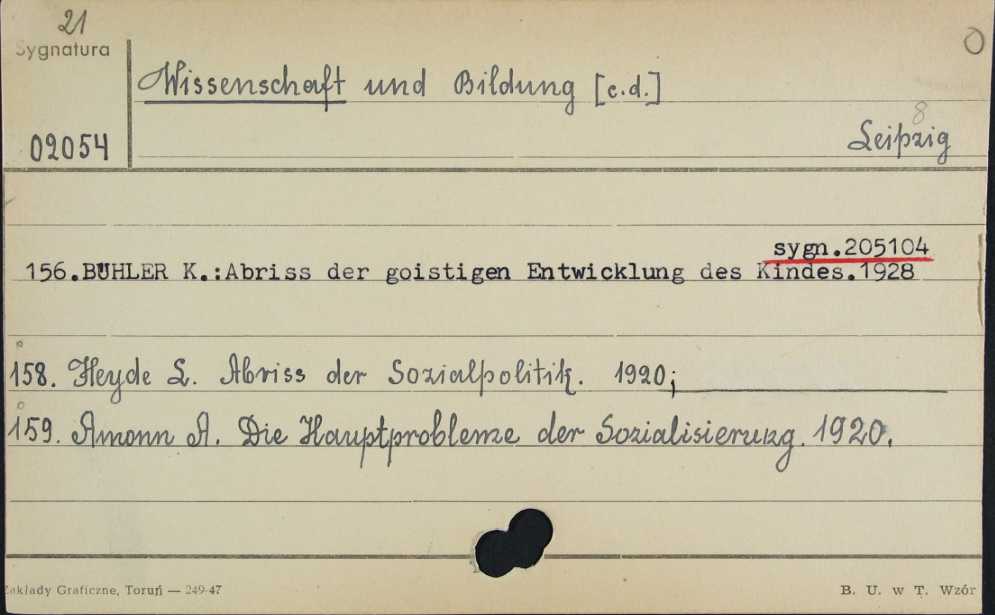 21
Sygnatura
O
Wissenschaft und Bildung [c.d.]
8
02054
Leipzig
sygn.205104
156.BUHLER K.:Abriss der goistigen Entwicklung des Kindes.1928
158. Heyde L. Abriss der Sozialpolitik. 1920;
159. Amonn A. Die Hauptprobleme der Sozialisierung. 1920.
Zakłady Graficzne, Toruń — 249-47
B. U. w T. Wzór